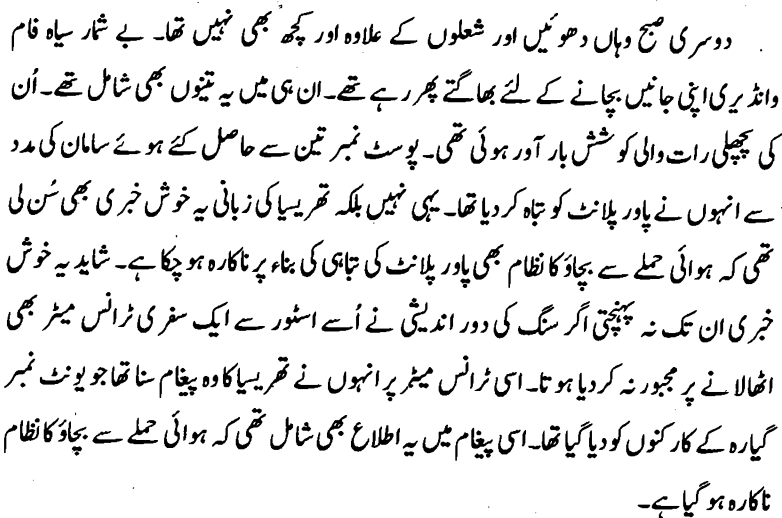 دوسری صبح وہاں دھوئیں اور شعلوں کے علاوہ اور کچھ بھی نہیں تھا۔ بے شمار سیاہ فام
وانڈیری اپنی جانیں بچانے کے لئے بھاگتے پھر رہے تھے۔ ان ہی میں یہ تینوں بھی شامل تھے۔ اُن
کی پچھلی رات والی کوشش بار آور ہوئی تھی۔ پوسٹ نمبر تین سے حاصل کئے ہوئے سامان کی مدد
سے انہوں نے پاور پلانٹ کو تباہ کر دیا تھا۔ یہی نہیں بلکہ تھریسیا کی زبانی یہ خوش خبری بھی سُن لی
تھی کہ ہوائی حملے سے بچاؤ کا نظام بھی پاور پلانٹ کی تباہی کی بناء پر ناکارہ ہو چکا ہے۔ شاید یہ خوش
خبری ان تک نہ پہنچتی اگر سنگ کی دور اندیشی نے اُسے اسٹور سے ایک سفری ٹرانس میٹر بھی
اٹھا لانے پر مجبور نہ کر دیا ہوتا۔ اسی ٹرانس میٹر پر انہوں نے تھریسیا کا وہ پیغام سنا تھا جو یونٹ نمبر
گیارہ کے کارکنوں کو دیا گیا تھا۔ اسی پیغام میں یہ اطلاع بھی شامل تھی کہ ہوائی حملے سے بچاؤ کا نظام
ناکارہ ہو گیا ہے۔